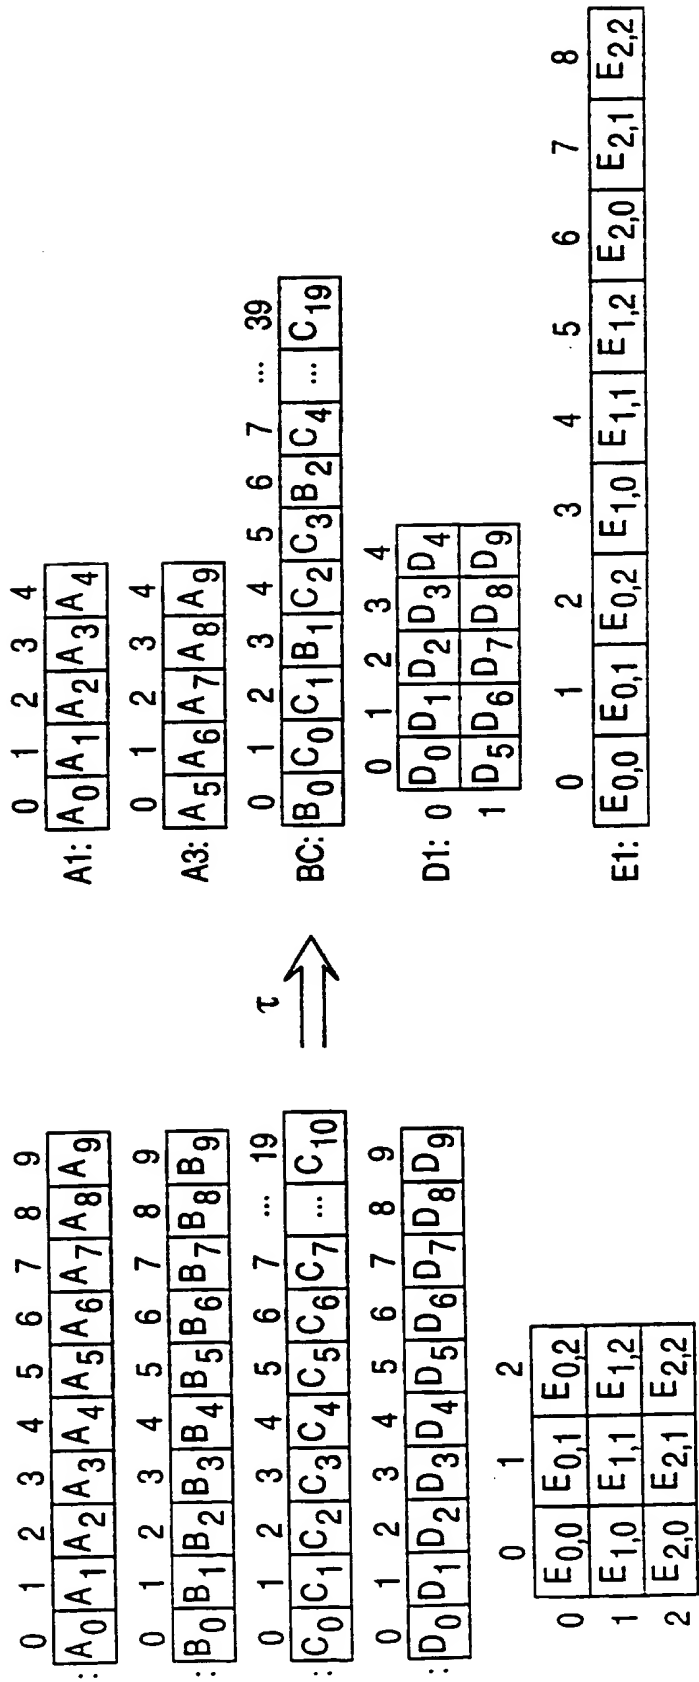 0 1 2 3 4 5 6 7 8 9
: A0 A1 A2 A3 A4 A5 A6 A7 A8 A9
0 1 2 3 4 5 6 7 8 9
: B0 B1 B2 B3 B4 B5 B6 B7 B8 B9
0 1 2 3 4 5 6 7 ... 19
: C0 C1 C2 C3 C4 C5 C6 C7 ... C10
0 1 2 3 4 5 6 7 8 9
: D0 D1 D2 D3 D4 D5 D6 D7 D8 D9
0 1 2
0 E0,0 E0,1 E0,2
1 E1,0 E1,1 E1,2
2 E2,0 E2,1 E2,2
τ
0 1 2 3 4
A1: A0 A1 A2 A3 A4
0 1 2 3 4
A3: A5 A6 A7 A8 A9
0 1 2 3 4 5 6 7 ... 39
BC: B0 C0 C1 B1 C2 C3 B2 C4 ... C19
0 1 2 3 4
D1: 0 D0 D1 D2 D3 D4
1 D5 D6 D7 D8 D9
0 1 2 3 4 5 6 7 8
E1: E0,0 E0,1 E0,2 E1,0 E1,1 E1,2 E2,0 E2,1 E2,2